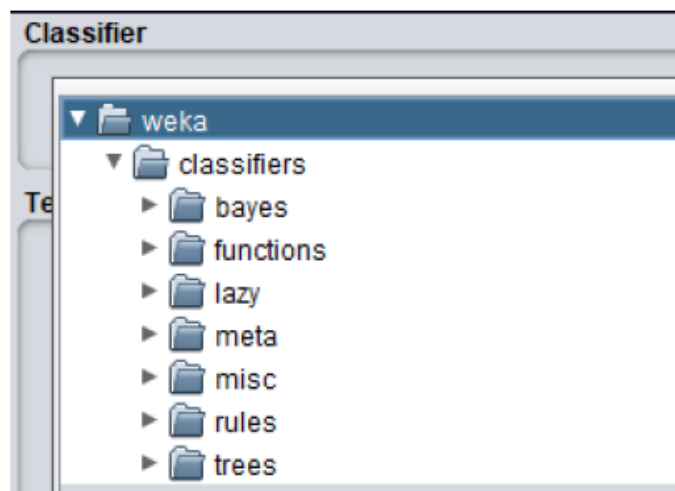 Classifier
weka
classifiers
Te
bayes
functions
lazy
meta
misc
rules
trees